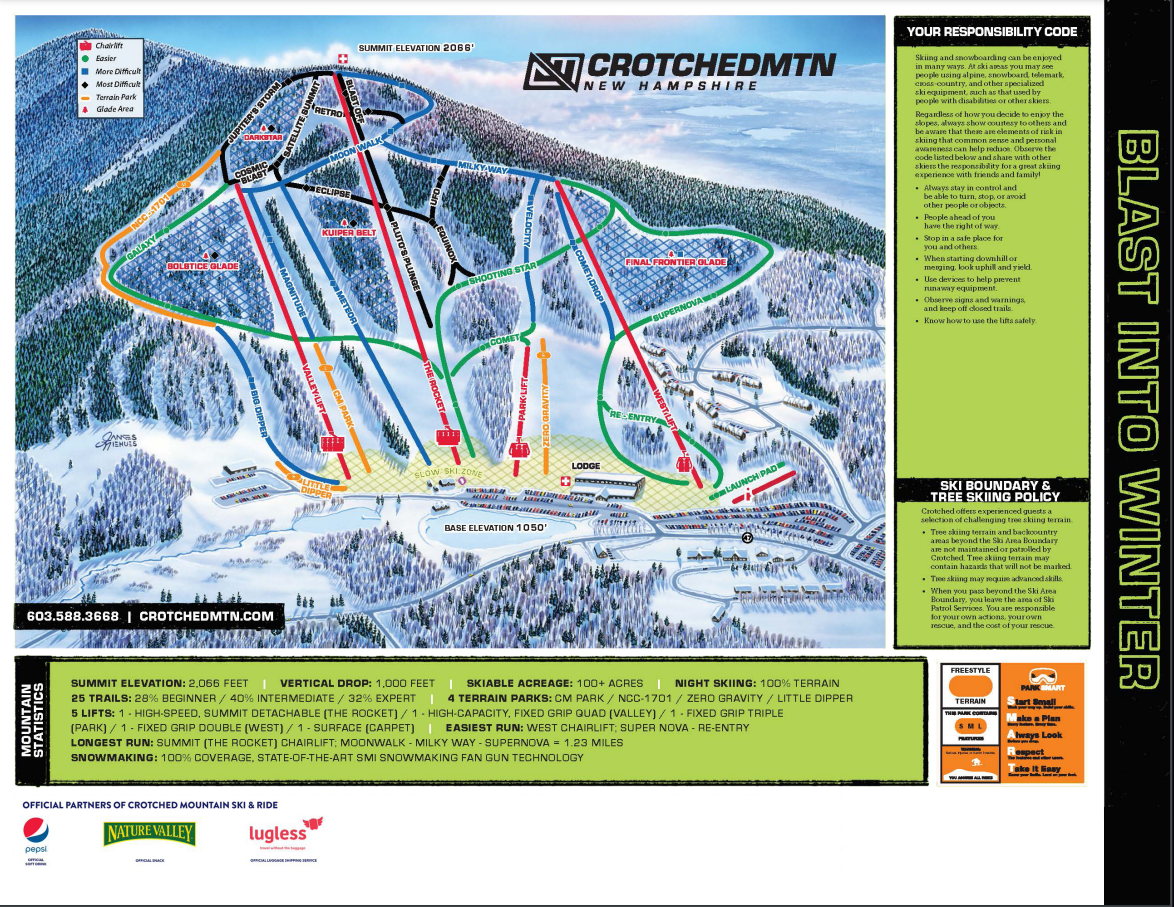 Chairlift
Easier
More Difficult
Most Difficult
Terrain Park
Glade Area
SUMMIT ELEVATION 2066'
CROTCHEDMTN
NEW HAMPSHIRE
JUPITER'S STORM
SATELLITE SUMMIT
BLAST OFF
RETRO
DARKSTAR
MOON WALK
COSMIC
BLAST
MILKY WAY
NCC-1701
ECLIPSE
UFO
GALAXY
KUIPER BELT
VELOCITY
SOLSTICE GLADE
PLUTO'S PLUNGE
EQUINOX
COMET DROP
FINAL FRONTIER GLADE
SHOOTING STAR
MAGNITUDE
METEOR
SUPERNOVA
COMET
BIG DIPPER
VALLEY LIFT
CM PARK
THE ROCKET
PARK LIFT
ZERO GRAVITY
WEST LIFT
RE-ENTRY
SLOW SKI ZONE
LODGE
LAUNCH PAD
LITTLE
DIPPER
JAMES
NIEHUES
BASE ELEVATION 1050'
47
603.588.3668 | CROTCHEDMTN.COM
YOUR RESPONSIBILITY CODE
Skiing and snowboarding can be enjoyed
in many ways. At ski areas you may see
people using alpine, snowboard, telemark,
cross-country, and other specialized
ski equipment, such as that used by
people with disabilities or other skiers.
Regardless of how you decide to enjoy the
slopes, always show courtesy to others and
be aware that there are elements of risk in
skiing that common sense and personal
awareness can help reduce. Observe the
code listed below and share with other
skiers the responsibility for a great skiing
experience with friends and family!
• Always stay in control and
be able to turn, stop, or avoid
other people or objects.
• People ahead of you
have the right of way.
• Stop in a safe place for
you and others.
• When starting downhill or
merging, look uphill and yield.
• Use devices to help prevent
runaway equipment.
• Observe signs and warnings,
and keep off closed trails.
• Know how to use the lifts safely.
SKI BOUNDARY &
TREE SKIING POLICY
Crotched offers experienced guests a
selection of challenging tree skiing terrain.
• Tree skiing terrain and backcountry
areas beyond the Ski Area Boundary
are not maintained or patrolled by
Crotched. Tree skiing terrain may
contain hazards that will not be marked.
• Tree skiing may require advanced skills.
• When you pass beyond the Ski Area
Boundary, you leave the area of Ski
Patrol Services. You are responsible
for your own actions, your own
rescue, and the cost of your rescue.
BLAST INTO WINTER
MOUNTAIN
STATISTICS
SUMMIT ELEVATION: 2,066 FEET | VERTICAL DROP: 1,000 FEET | SKIABLE ACREAGE: 100+ ACRES | NIGHT SKIING: 100% TERRAIN
25 TRAILS: 28% BEGINNER / 40% INTERMEDIATE / 32% EXPERT | 4 TERRAIN PARKS: CM PARK / NCC-1701 / ZERO GRAVITY / LITTLE DIPPER
5 LIFTS: 1 - HIGH-SPEED, SUMMIT DETACHABLE (THE ROCKET) / 1 - HIGH-CAPACITY, FIXED GRIP QUAD (VALLEY) / 1 - FIXED GRIP TRIPLE
(PARK) / 1 - FIXED GRIP DOUBLE (WEST) / 1 - SURFACE (CARPET) | EASIEST RUN: WEST CHAIRLIFT; SUPER NOVA - RE-ENTRY
LONGEST RUN: SUMMIT (THE ROCKET) CHAIRLIFT; MOONWALK - MILKY WAY - SUPERNOVA = 1.23 MILES
SNOWMAKING: 100% COVERAGE, STATE-OF-THE-ART SMI SNOWMAKING FAN GUN TECHNOLOGY
FREESTYLE
TERRAIN
THIS PARK CONTAINS
S M L
FEATURES
WARNING:
PARK SMART
Start Small
Make a Plan
Always Look
Respect
Take it Easy
OFFICIAL PARTNERS OF CROTCHED MOUNTAIN SKI & RIDE
pepsi
OFFICIAL
SOFT DRINK
NATURE VALLEY
OFFICIAL SNACK
lugless
travel without the baggage
OFFICIAL LUGGAGE SHIPPING SERVICE